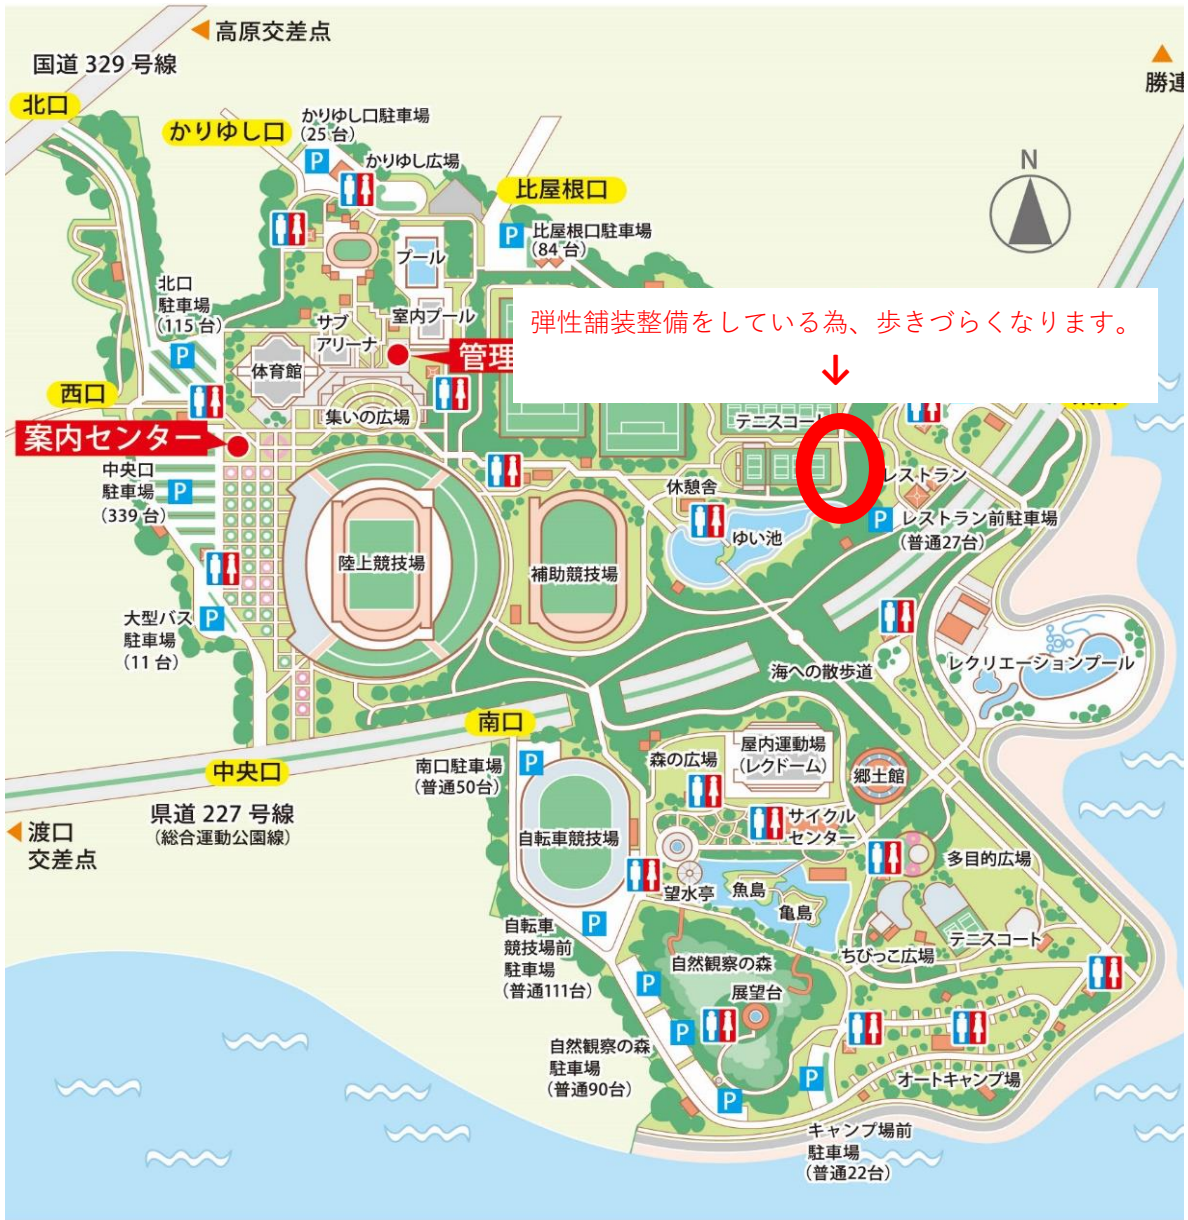 高原交差点
国道 329 号線
勝連
北口
かりゆし口
かりゆし口駐車場
(25 台)
かりゆし広場
比屋根口
N
比屋根口駐車場
(84 台)
プール
北口
駐車場
(115 台)
室内プール
サブ
アリーナ
弾性舗装整備をしている為、歩きづらくなります。
↓
管理
体育館
西口
集いの広場
テニスコート
案内センター
中央口
駐車場
(339 台)
休憩舎
レストラン
ゆい池
レストラン前駐車場
(普通27台)
陸上競技場
補助競技場
大型バス
駐車場
(11 台)
海への散歩道
レクリエーションプール
南口
中央口
南口駐車場
(普通50台)
森の広場
屋内運動場
(レクドーム)
郷土館
県道 227 号線
(総合運動公園線)
渡口
交差点
自転車競技場
サイクル
センター
多目的広場
望水亭
魚島
亀島
自転車
競技場前
駐車場
(普通111台)
テニスコート
ちびっこ広場
自然観察の森
展望台
自然観察の森
駐車場
(普通90台)
オートキャンプ場
キャンプ場前
駐車場
(普通22台)
P
P
P
P
P
P
P
P
P
P
P
P